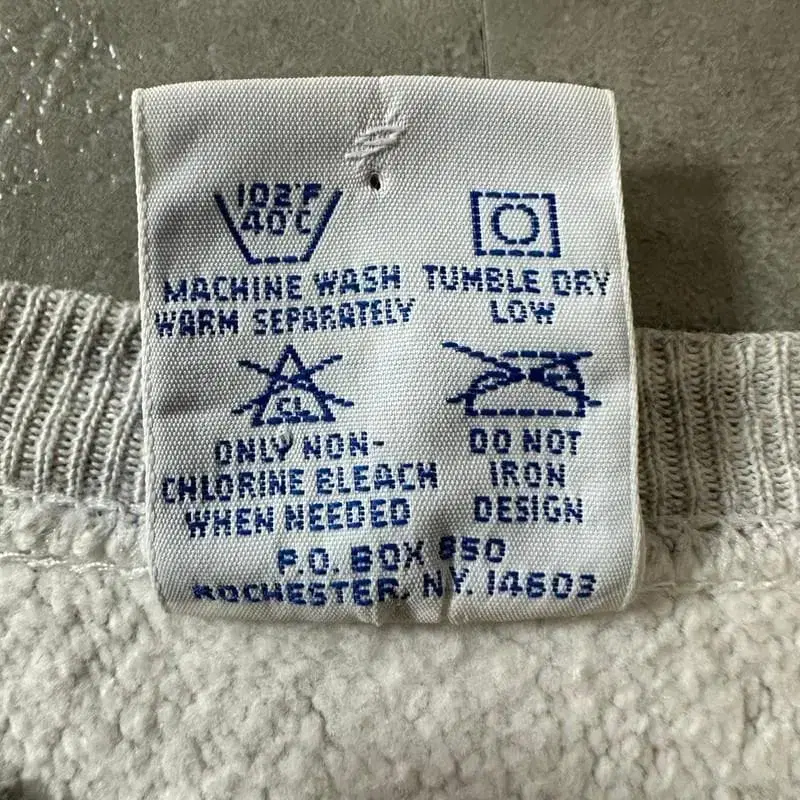 102°F
40°C
MACHINE WASH
WARM SEPARATELY
TUMBLE DRY
LOW
CL
ONLY NON-
CHLORINE BLEACH
WHEN NEEDED
DO NOT
IRON
DESIGN
P.O. BOX 850
ROCHESTER, N.Y. 14603